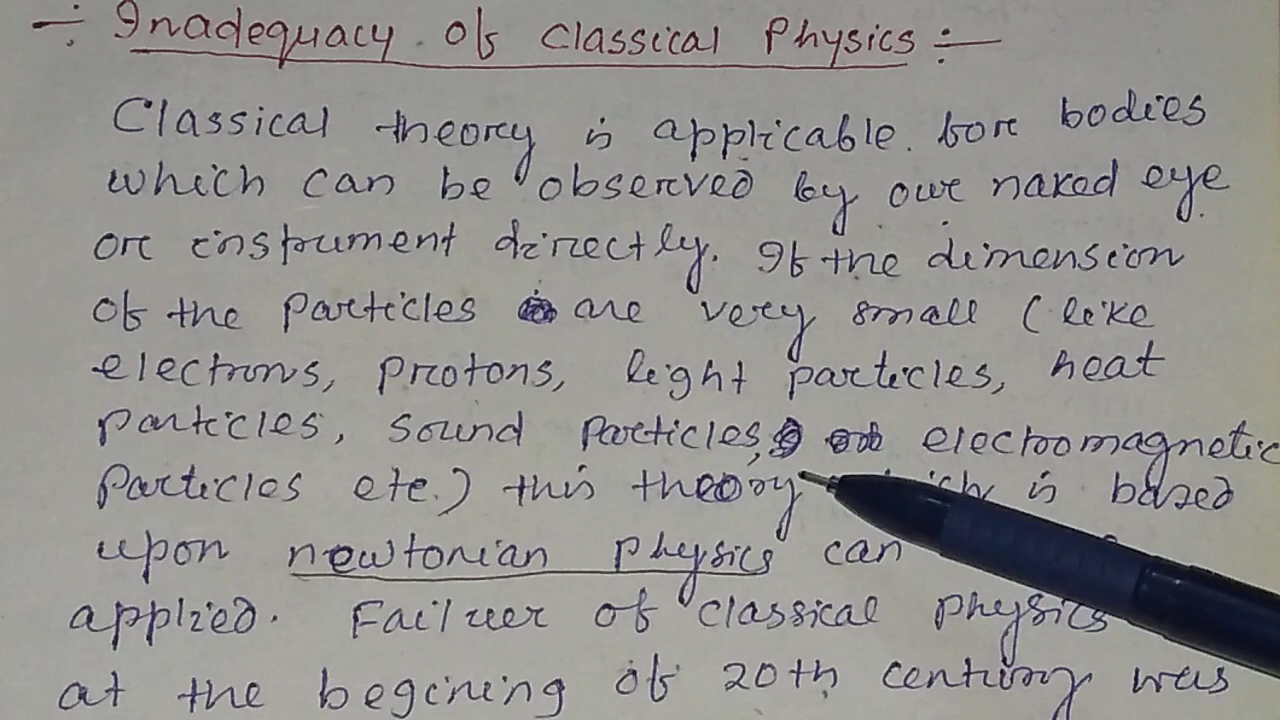 ÷ Inadequacy of Classical Physics :—
Classical theory is applicable. for bodies
which can be observed by our naked eye
or instrument directly. If the dimension
of the particles are very small (like
electrons, protons, light particles, heat
particles, sound particles, electromagnetic
particles etc.) this theory is based
upon newtonian physics can
applied. Failuer of classical physics
at the begining of 20th century was